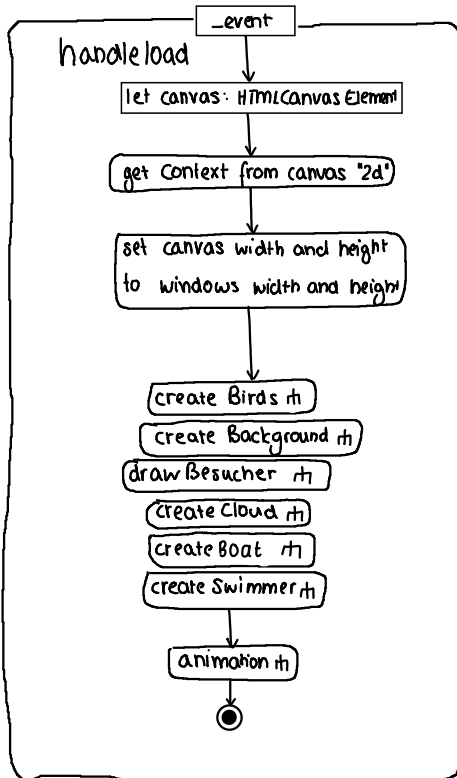 _event
handleload
let canvas: HTMLCanvasElement
get Context from canvas "2d"
set canvas width and height
to windows width and height
create Birds
create Background
draw Besucher
create Cloud
create Boat
create Swimmer
animation